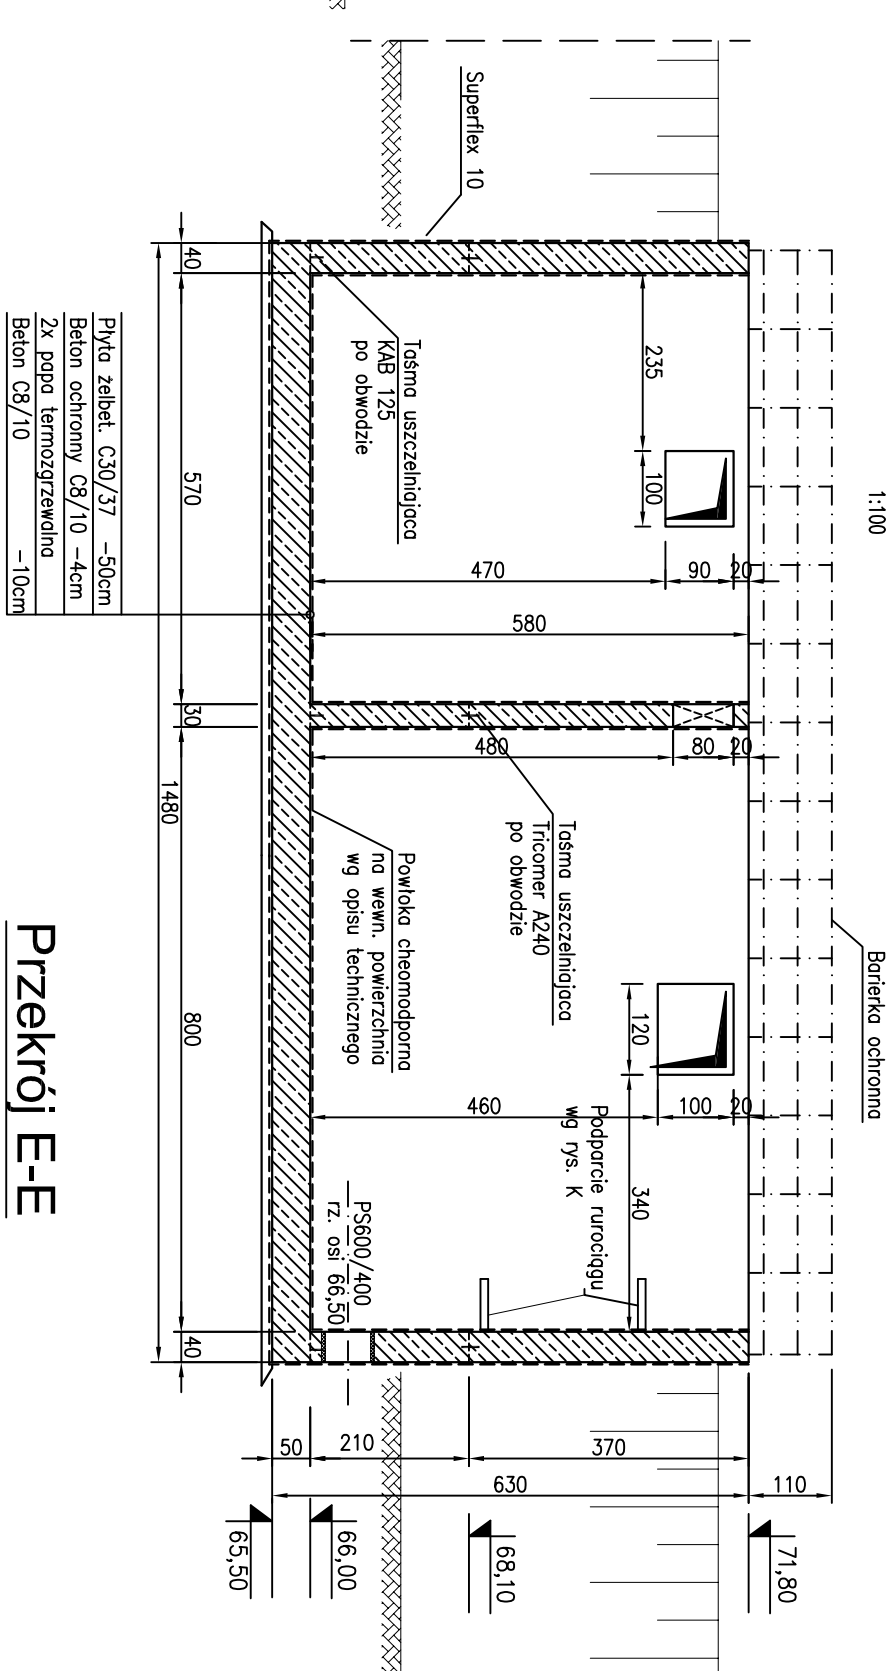 Przekrój E-E
1:100
Barierka ochronna
Superflex 10
Taśma uszczelniająca
KAB 125
po obwodzie
Taśma uszczelniająca
Tricomer A240
po obwodzie
Powłoka cheomodporna
na wewn. powierzchnia
wg opisu technicznego
Podparcie rurociągu
wg rys. K
PS600/400
rz. osi 66,50
Płyta żelbet. C30/37 -50cm
Beton ochronny C8/10 -4cm
2x papa termozgrzewalna
Beton C8/10 -10cm
235
100
470
90
20
580
480
80
20
120
340
460
100
20
40
570
30
800
40
1480
50
210
370
630
110
71,80
68,10
66,00
65,50